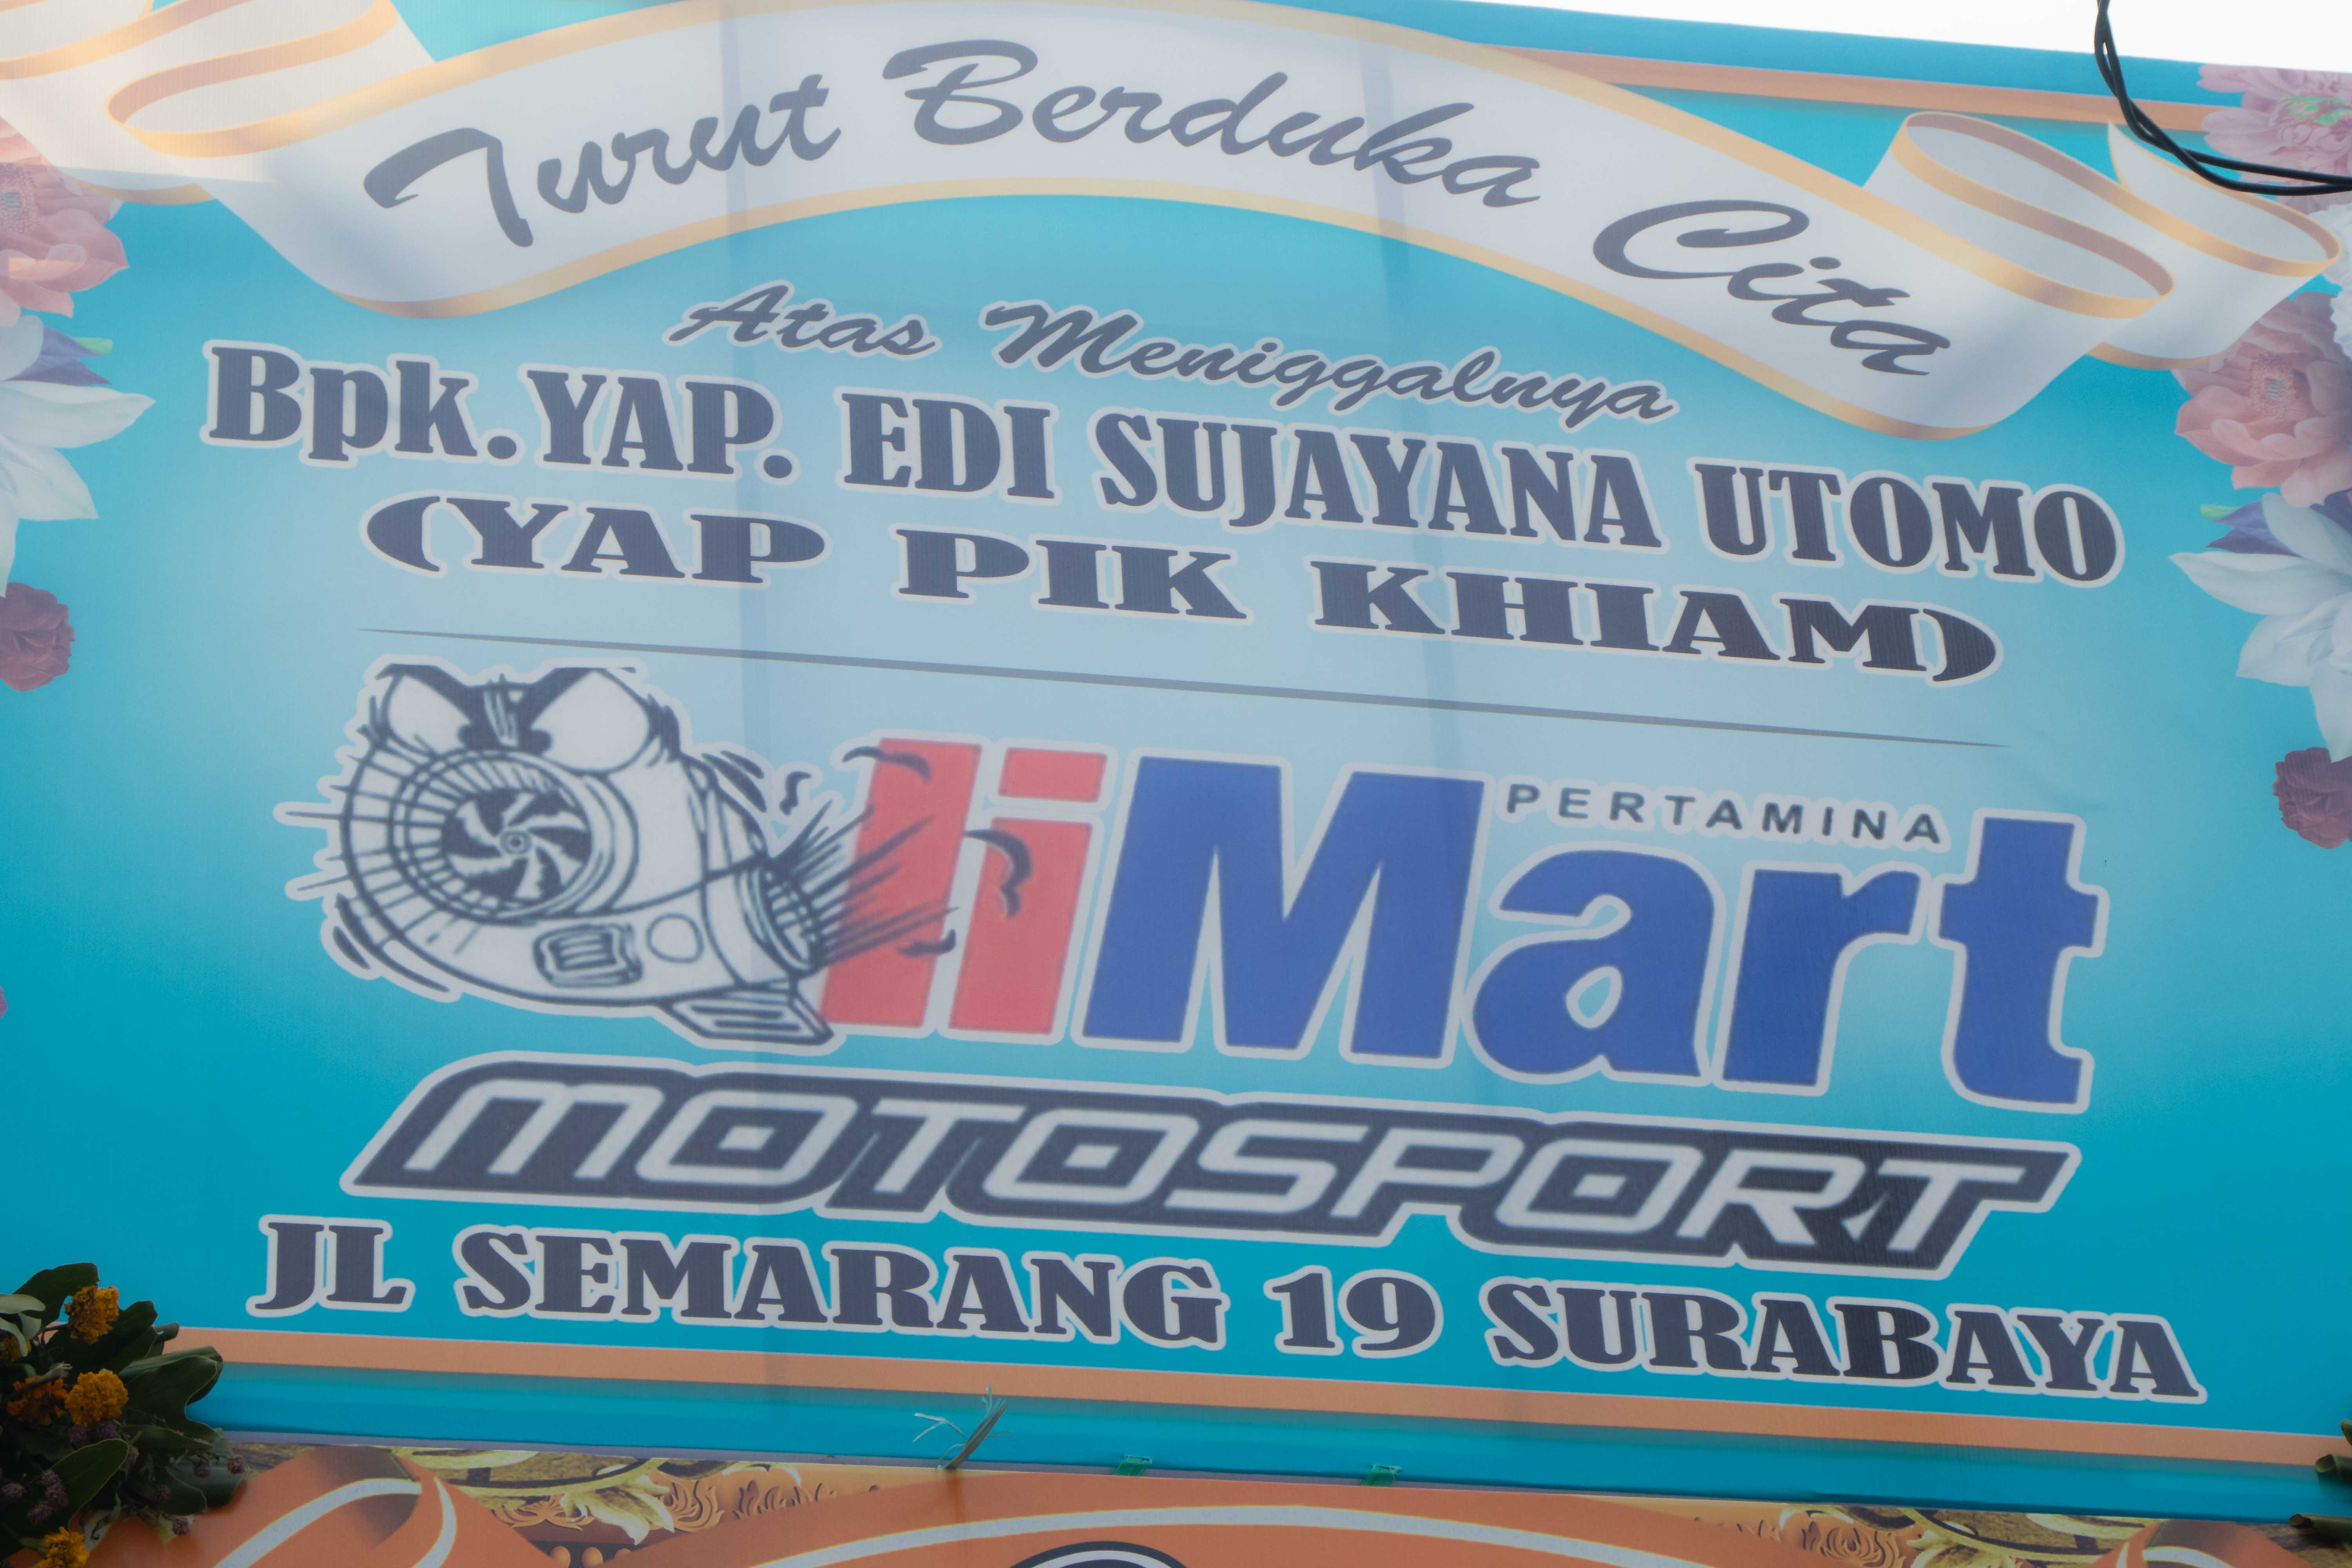 Turut Berduka Cita
Atas Meniggalnya
Bpk.YAP. EDI SUJAYANA UTOMO
(YAP PIK KHIAM)
liMart
PERTAMINA
MOTOSPORT
JL SEMARANG 19 SURABAYA